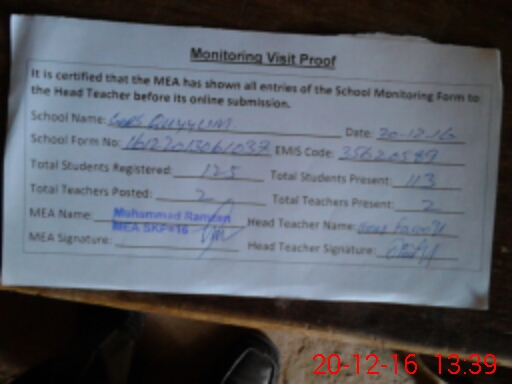 Monitoring Visit Proof
It is certified that the MEA has shown all entries of the School Monitoring Form to
the Head Teacher before its online submission.
School Name: Date: 20-12-16
School Form No: EMIS Code:
Total Students Registered: 125 Total Students Present: 113
Total Teachers Posted: 2 Total Teachers Present: 2
MEA Name: Muhammad Ramzan Head Teacher Name:
MEA SKP-16
MEA Signature: Head Teacher Signature:
20-12-16 13:39